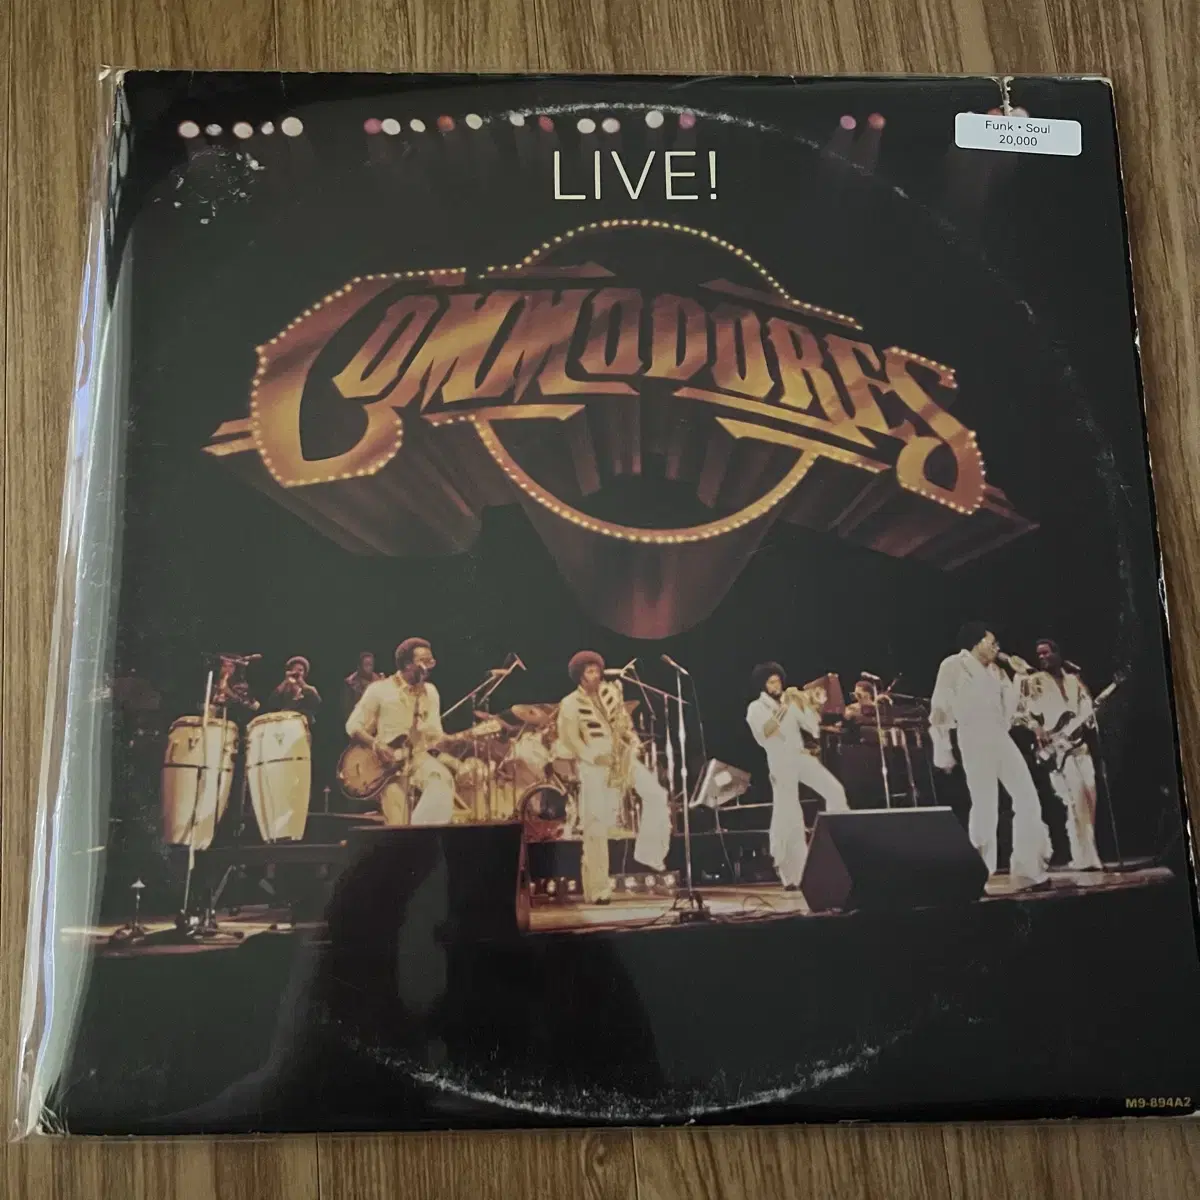 Funk • Soul
20,000
LIVE!
COMMODORES
M9-894A2